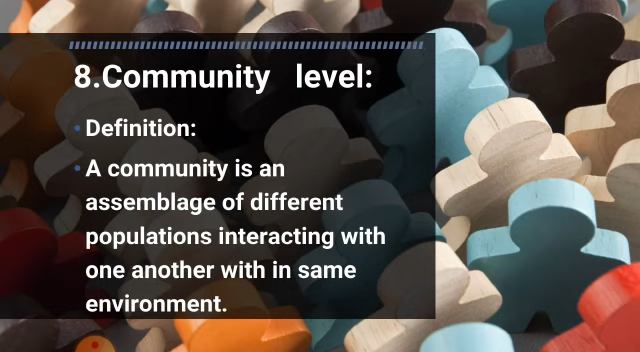 8.Community level:
• Definition:
• A community is an
assemblage of different
populations interacting with
one another with in same
environment.